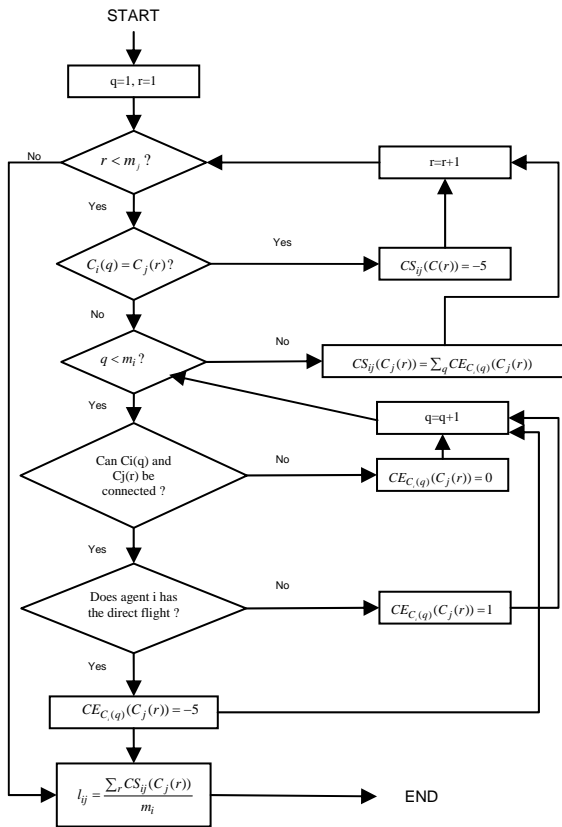 START
q=1, r=1
No
r < m_j ?
r=r+1
Yes
C_i(q) = C_j(r) ?
Yes
CS_ij(C(r)) = −5
No
q < m_i ?
No
CS_ij(C_j(r)) = ∑_q CE_{C_i(q)}(C_j(r))
Yes
q=q+1
Can Ci(q) and
Cj(r) be
connected ?
No
CE_{C_i(q)}(C_j(r)) = 0
Yes
Does agent i has
the direct flight ?
No
CE_{C_i(q)}(C_j(r)) = 1
Yes
CE_{C_i(q)}(C_j(r)) = −5
l_ij = ∑_r CS_ij(C_j(r)) / m_i
END